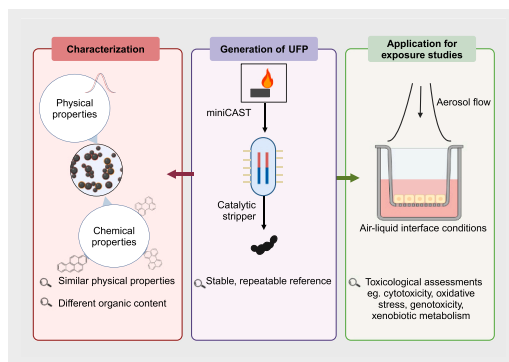 Characterization
Physical
properties
Chemical
properties
Similar physical properties
Different organic content
Generation of UFP
miniCAST
Catalytic
stripper
Stable, repeatable reference
Application for
exposure studies
Aerosol flow
Air-liquid interface conditions
Toxicological assessments
eg. cytotoxicity, oxidative
stress, genotoxicity,
xenobiotic metabolism